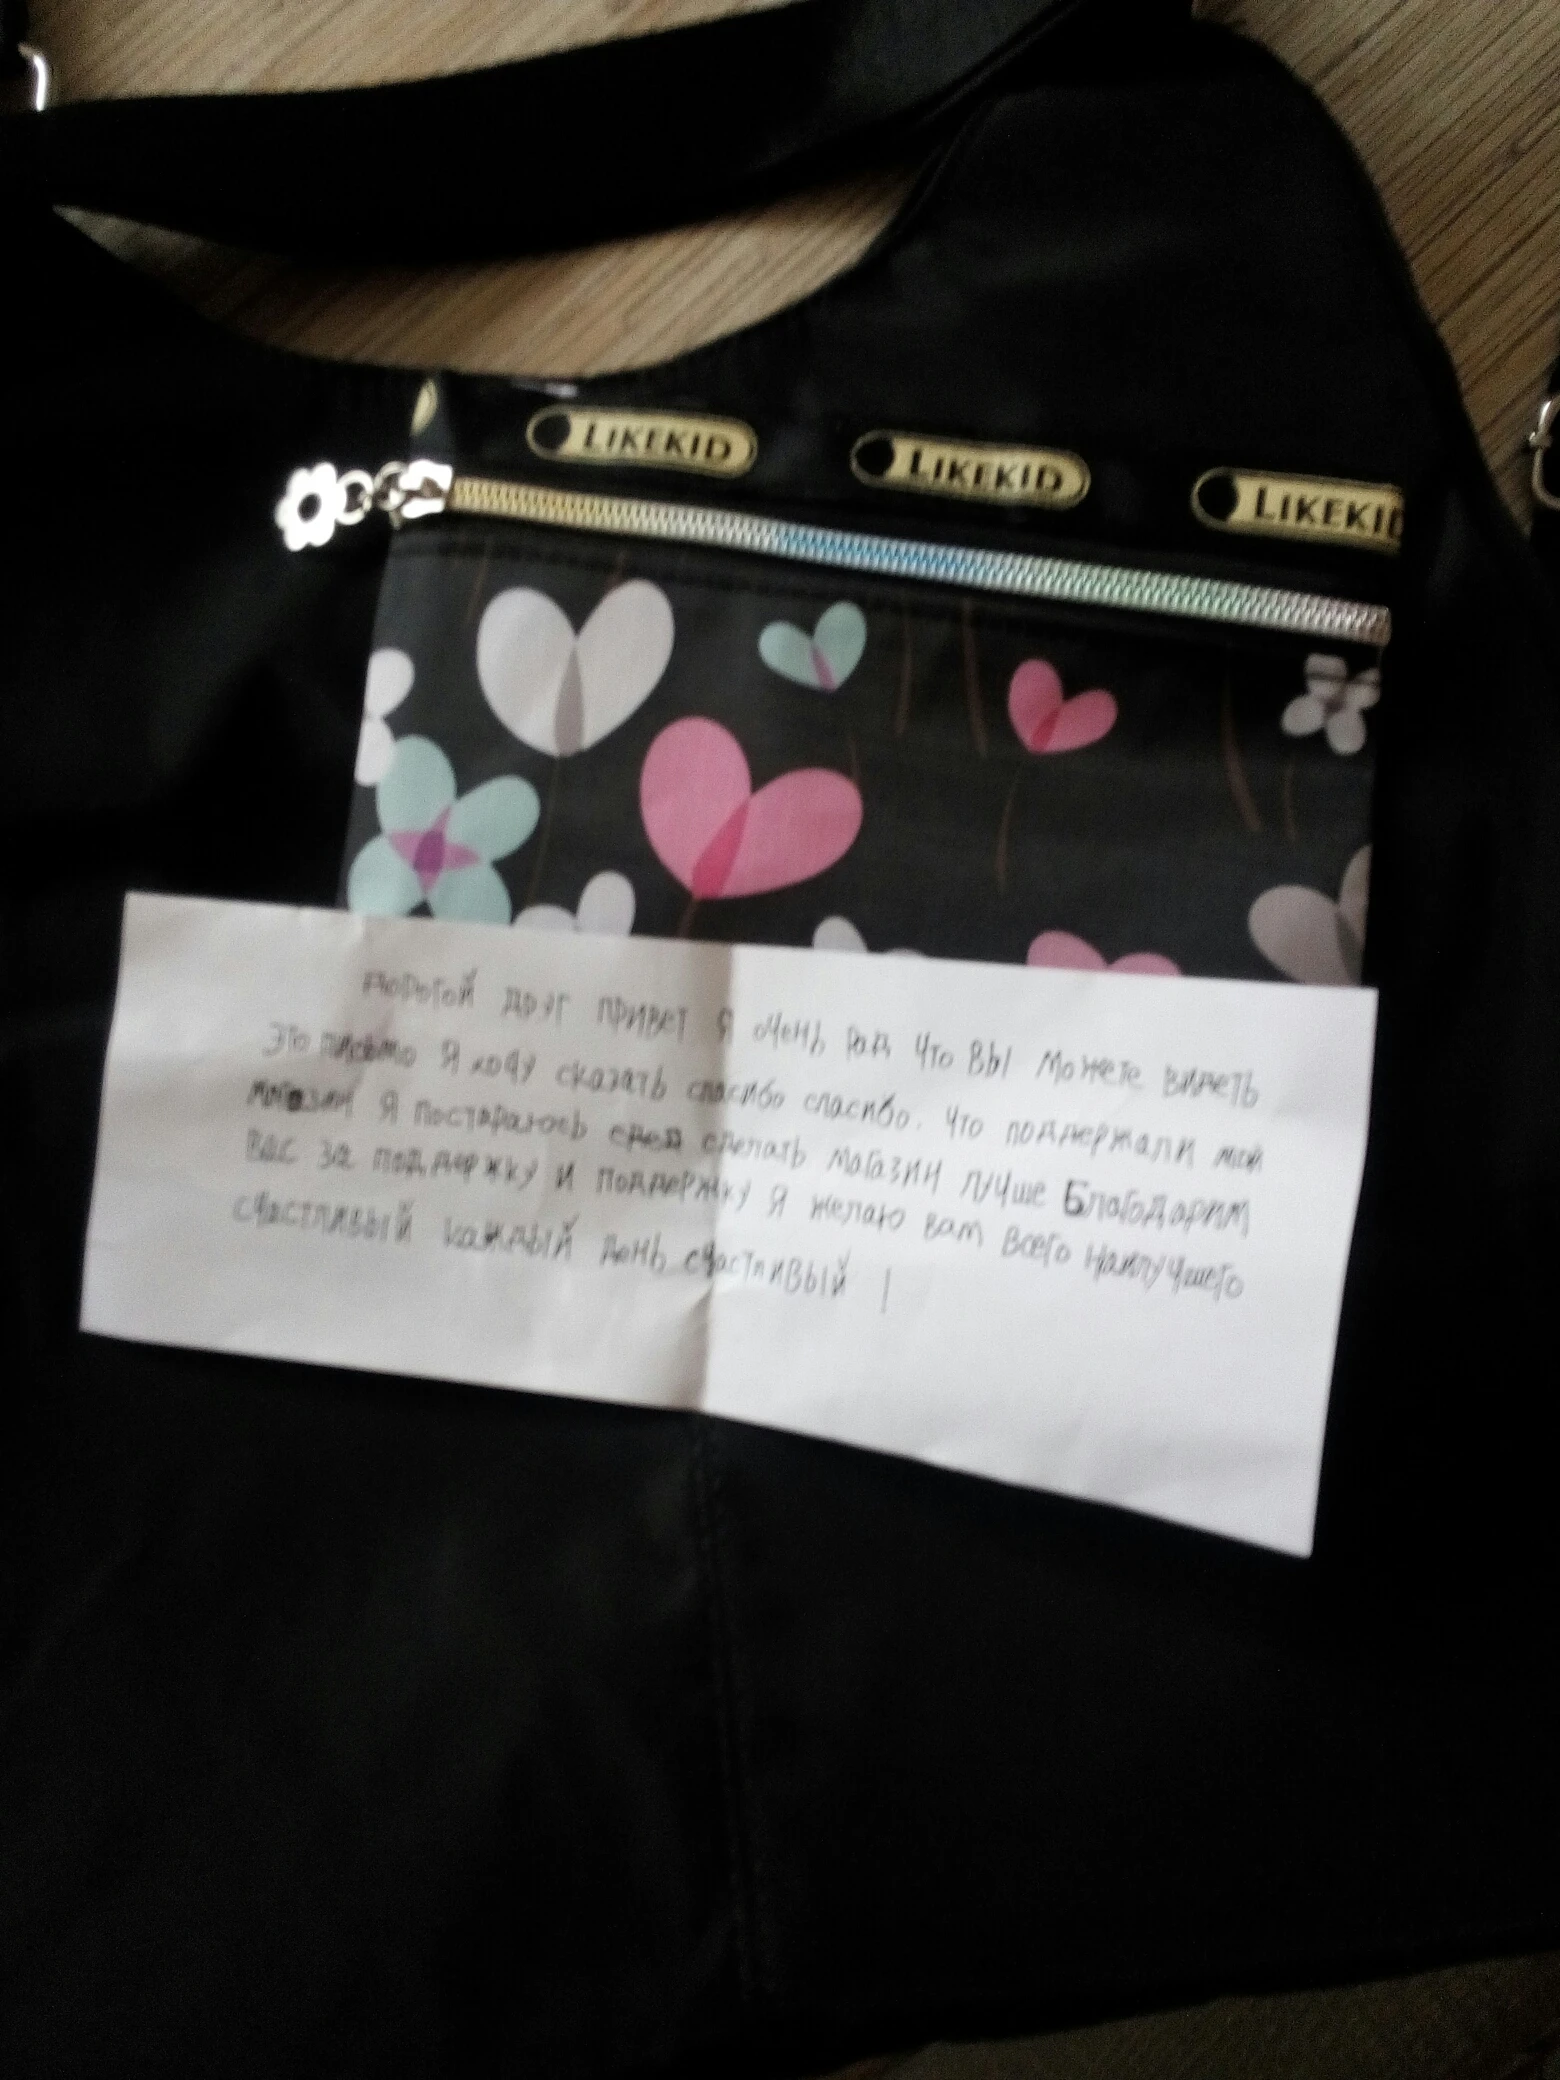 LIKEKID LIKEKID LIKEKID
дорогой друг привет я очень рад что вы можете видеть
это письмо я хочу сказать спасибо спасибо. что поддержали мой
магазин я постараюсь сдел сделать магазин лучше Благодарим
вас за поддержку и поддержку я желаю вам всего наилучшего
счастливый каждый день счастливый |